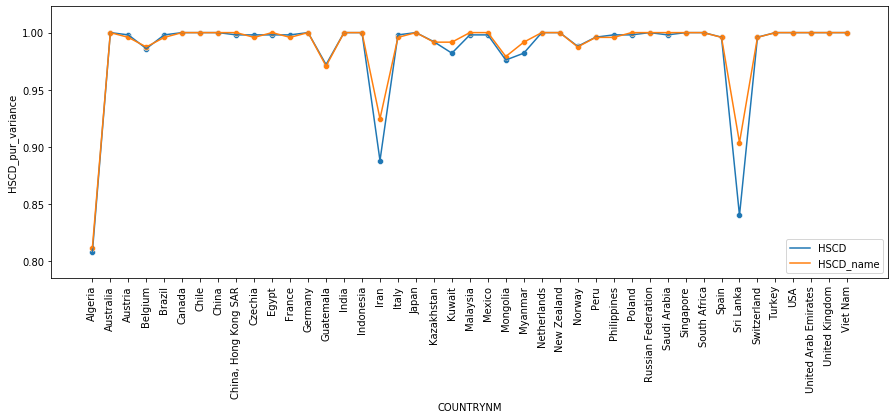 1.00
0.95
0.90
0.85
0.80
HSCD_pur_variance
HSCD
HSCD_name
Algeria
Australia
Austria
Belgium
Brazil
Canada
Chile
China
China, Hong Kong SAR
Czechia
Egypt
France
Germany
Guatemala
India
Indonesia
Iran
Italy
Japan
Kazakhstan
Kuwait
Malaysia
Mexico
Mongolia
Myanmar
Netherlands
New Zealand
Norway
Peru
Philippines
Poland
Russian Federation
Saudi Arabia
Singapore
South Africa
Spain
Sri Lanka
Switzerland
Turkey
USA
United Arab Emirates
United Kingdom
Viet Nam
COUNTRYNM